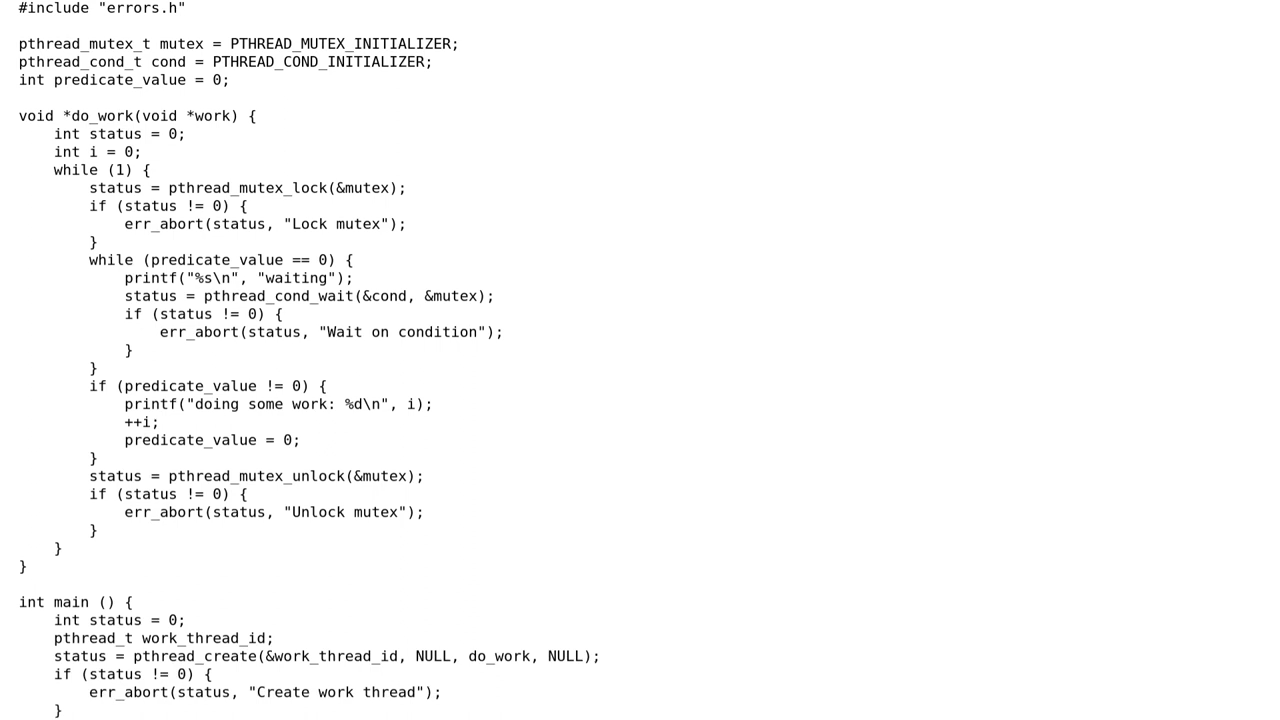 #include "errors.h"

pthread_mutex_t mutex = PTHREAD_MUTEX_INITIALIZER;
pthread_cond_t cond = PTHREAD_COND_INITIALIZER;
int predicate_value = 0;

void *do_work(void *work) {
    int status = 0;
    int i = 0;
    while (1) {
        status = pthread_mutex_lock(&mutex);
        if (status != 0) {
            err_abort(status, "Lock mutex");
        }
        while (predicate_value == 0) {
            printf("%s\n", "waiting");
            status = pthread_cond_wait(&cond, &mutex);
            if (status != 0) {
                err_abort(status, "Wait on condition");
            }
        }
        if (predicate_value != 0) {
            printf("doing some work: %d\n", i);
            ++i;
            predicate_value = 0;
        }
        status = pthread_mutex_unlock(&mutex);
        if (status != 0) {
            err_abort(status, "Unlock mutex");
        }
    }
}

int main () {
    int status = 0;
    pthread_t work_thread_id;
    status = pthread_create(&work_thread_id, NULL, do_work, NULL);
    if (status != 0) {
        err_abort(status, "Create work thread");
    }